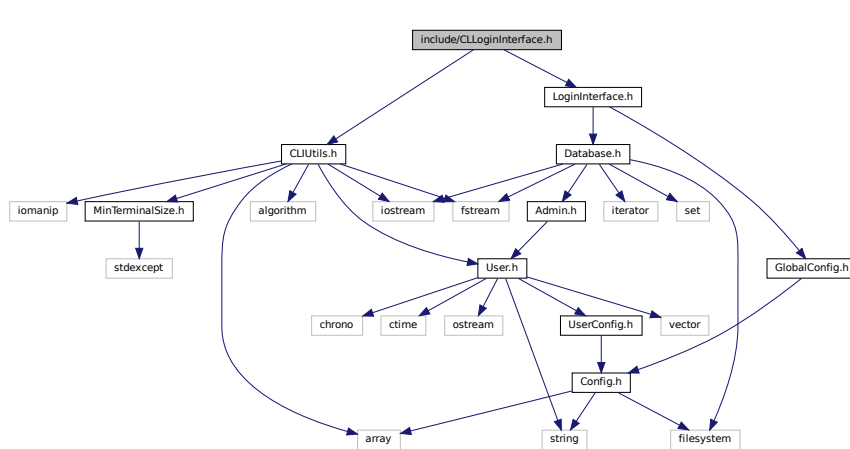 include/CLLoginInterface.h
LoginInterface.h
CLIUtils.h
Database.h
iomanip
MinTerminalSize.h
algorithm
iostream
fstream
Admin.h
iterator
set
stdexcept
User.h
GlobalConfig.h
chrono
ctime
ostream
UserConfig.h
vector
Config.h
array
string
filesystem